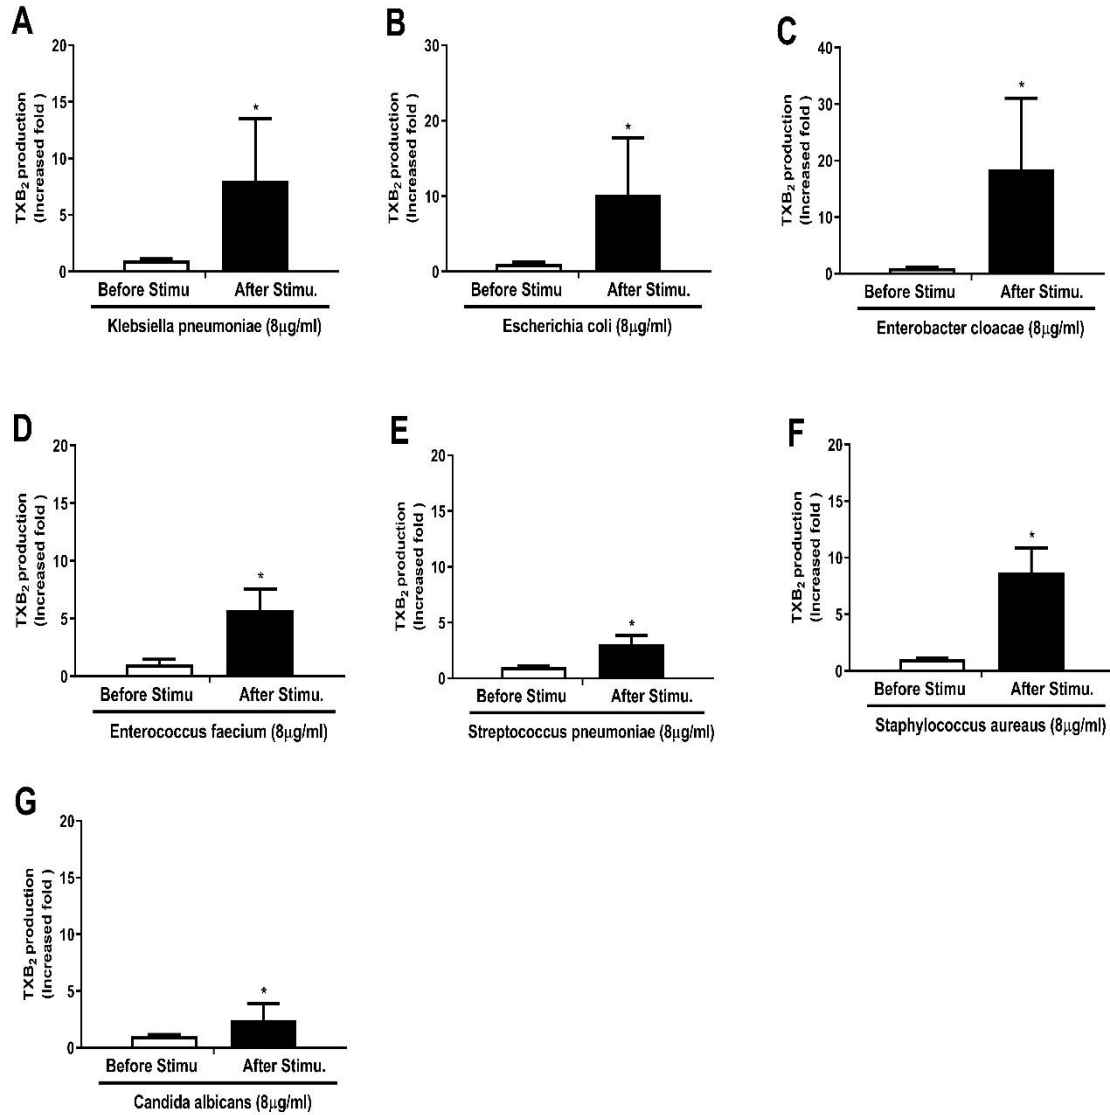 A
TXB2 production
(Increased fold )
20
15
10
5
0
*
Before Stimu After Stimu.
Klebsiella pneumoniae (8μg/ml)
B
TXB2 production
(Increased fold )
30
20
10
0
*
Before Stimu After Stimu.
Escherichia coli (8μg/ml)
C
TXB2 production
(Increased fold )
40
30
20
10
0
*
Before Stimu After Stimu.
Enterobacter cloacae (8μg/ml)
D
TXB2 production
(Increased fold )
20
15
10
5
0
*
Before Stimu After Stimu.
Enterococcus faecium (8μg/ml)
E
TXB2 production
(Increased fold )
20
15
10
5
0
*
Before Stimu After Stimu.
Streptococcus pneumoniae (8μg/ml)
F
TXB2 production
(Increased fold )
20
15
10
5
0
*
Before Stimu After Stimu.
Staphylococcus aureaus (8μg/ml)
G
TXB2 production
(Increased fold )
20
15
10
5
0
*
Before Stimu After Stimu.
Candida albicans (8μg/ml)